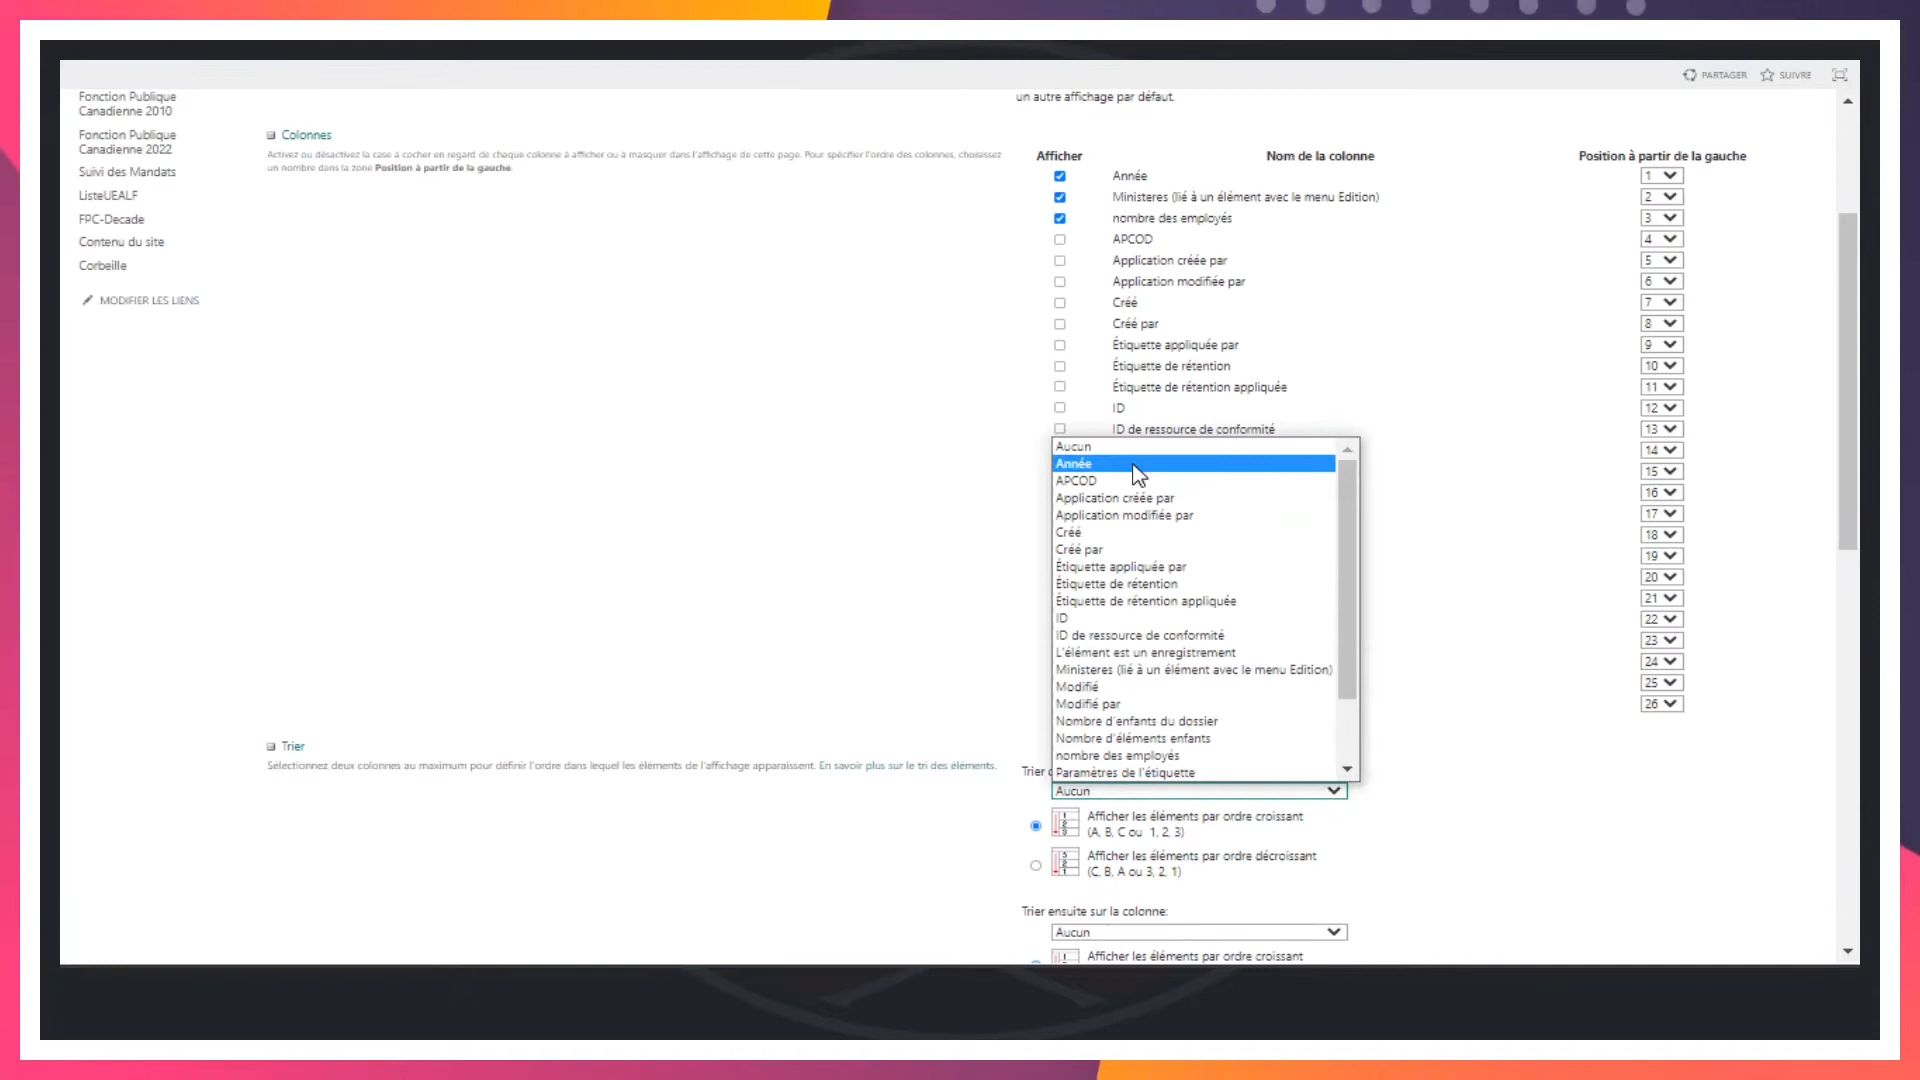 PARTAGER
SUIVRE
Fonction Publique
Canadienne 2010
Fonction Publique
Canadienne 2022
Suivi des Mandats
ListeUEALF
FPC-Decade
Contenu du site
Corbeille
MODIFIER LES LIENS
Colonnes
Activez ou désactivez la case à cocher en regard de chaque colonne à afficher ou à masquer dans l'affichage de cette page. Pour spécifier l'ordre des colonnes, choisissez
un nombre dans la zone Position à partir de la gauche.
un autre affichage par défaut.
Afficher Nom de la colonne Position à partir de la gauche
Année 1
Ministeres (lié à un élément avec le menu Edition) 2
nombre des employés 3
APCOD 4
Application créée par 5
Application modifiée par 6
Créé 7
Créé par 8
Étiquette appliquée par 9
Étiquette de rétention 10
Étiquette de rétention appliquée 11
ID 12
ID de ressource de conformité 13
14
15
16
17
18
19
20
21
22
23
24
25
26
Aucun
Année
APCOD
Application créée par
Application modifiée par
Créé
Créé par
Étiquette appliquée par
Étiquette de rétention
Étiquette de rétention appliquée
ID
ID de ressource de conformité
L'élément est un enregistrement
Ministeres (lié à un élément avec le menu Edition)
Modifié
Modifié par
Nombre d'enfants du dossier
Nombre d'éléments enfants
nombre des employés
Paramètres de l'étiquette
Trier
Sélectionnez deux colonnes au maximum pour définir l'ordre dans lequel les éléments de l'affichage apparaissent. En savoir plus sur le tri des éléments.
Trier
Aucun
Afficher les éléments par ordre croissant
(A, B, C ou 1, 2, 3)
Afficher les éléments par ordre décroissant
(C, B, A ou 3, 2, 1)
Trier ensuite sur la colonne:
Aucun
Afficher les éléments par ordre croissant